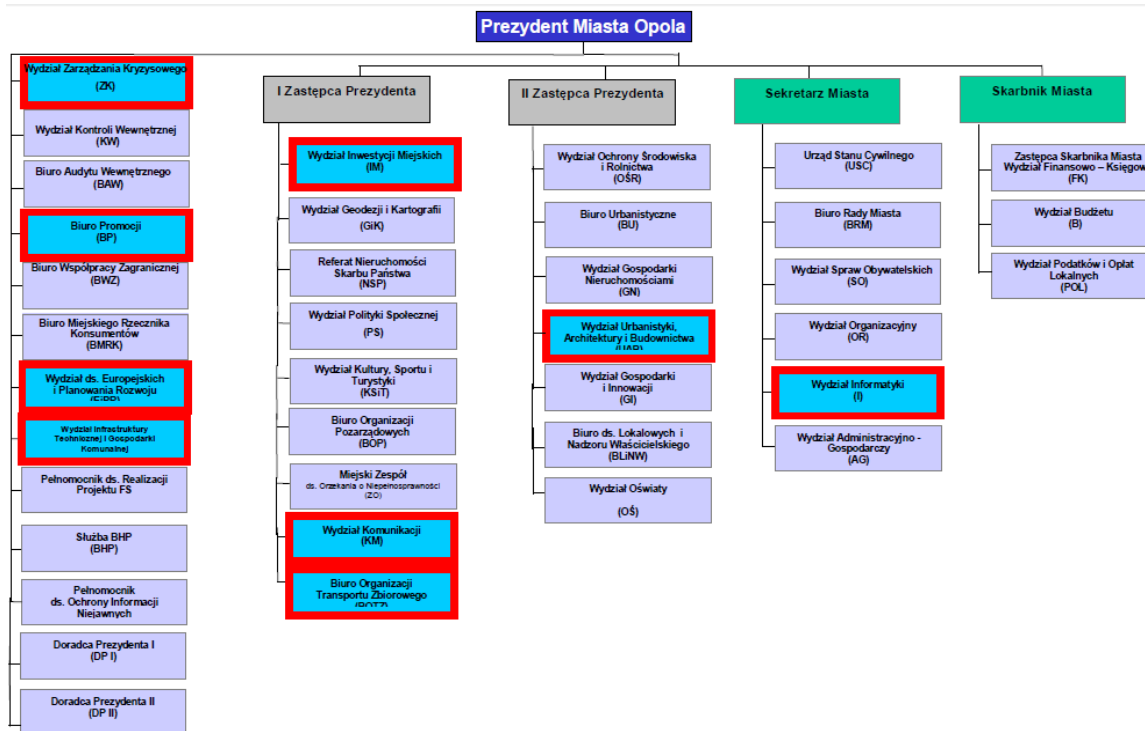 Prezydent Miasta Opola
Wydział Zarządzania Kryzysowego
(ZK)
Wydział Kontroli Wewnętrznej
(KW)
Biuro Audytu Wewnętrznego
(BAW)
Biuro Promocji
(BP)
Biuro Współpracy Zagranicznej
(BWZ)
Biuro Miejskiego Rzecznika
Konsumentów
(BMRK)
Wydział ds. Europejskich
i Planowania Rozwoju
Wydział Infrastruktury
Technicznej i Gospodarki
Komunalnej
Pełnomocnik ds. Realizacji
Projektu FS
Służba BHP
(BHP)
Pełnomocnik
ds. Ochrony Informacji
Niejawnych
Doradca Prezydenta I
(DP I)
Doradca Prezydenta II
(DP II)
I Zastępca Prezydenta
Wydział Inwestycji Miejskich
(IM)
Wydział Geodezji i Kartografii
(GiK)
Referat Nieruchomości
Skarbu Państwa
(NSP)
Wydział Polityki Społecznej
(PS)
Wydział Kultury, Sportu i
Turystyki
(KSiT)
Biuro Organizacji
Pozarządowych
(BOP)
Miejski Zespół
ds. Orzekania o Niepełnosprawności
(ZO)
Wydział Komunikacji
(KM)
Biuro Organizacji
Transportu Zbiorowego
(BOTZ)
II Zastępca Prezydenta
Wydział Ochrony Środowiska
i Rolnictwa
(OŚR)
Biuro Urbanistyczne
(BU)
Wydział Gospodarki
Nieruchomościami
(GN)
Wydział Urbanistyki,
Architektury i Budownictwa
(UAB)
Wydział Gospodarki
i Innowacji
(GI)
Biuro ds. Lokalowych i
Nadzoru Właścicielskiego
(BLiNW)
Wydział Oświaty
(OŚ)
Sekretarz Miasta
Urząd Stanu Cywilnego
(USC)
Biuro Rady Miasta
(BRM)
Wydział Spraw Obywatelskich
(SO)
Wydział Organizacyjny
(OR)
Wydział Informatyki
(I)
Wydział Administracyjno -
Gospodarczy
(AG)
Skarbnik Miasta
Zastępca Skarbnika Miasta
Wydział Finansowo – Księgow
(FK)
Wydział Budżetu
(B)
Wydział Podatków i Opłat
Lokalnych
(POL)